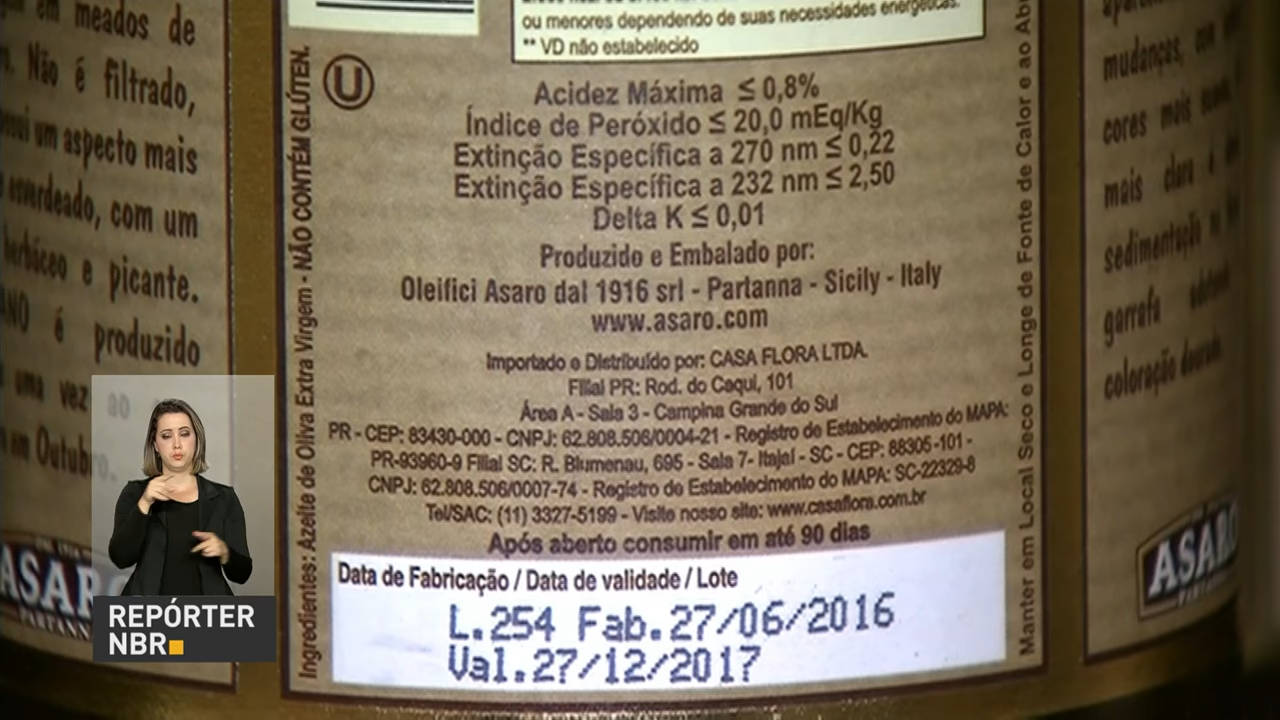 em meados de
Não é filtrado,
um aspecto mais
esverdeado, com um
herbáceo e picante.
é produzido
uma vez ao
em Outubro.
ASARO
ou menores dependendo de suas necessidades energéticas.
** VD não estabelecido
U
Acidez Máxima ≤ 0,8%
Índice de Peróxido ≤ 20,0 mEq/Kg
Extinção Específica a 270 nm ≤ 0,22
Extinção Específica a 232 nm ≤ 2,50
Delta K ≤ 0,01
Produzido e Embalado por:
Oleifici Asaro dal 1916 srl - Partanna - Sicily - Italy
www.asaro.com
Importado e Distribuído por: CASA FLORA LTDA.
Filial PR: Rod. do Caqui, 101
Área A - Sala 3 - Campina Grande do Sul
PR - CEP: 83430-000 - CNPJ: 62.808.506/0004-21 - Registro de Estabelecimento do MAPA:
PR-93960-9 Filial SC: R. Blumenau, 695 - Sala 7- Itajaí - SC - CEP: 88305-101 -
CNPJ: 62.808.506/0007-74 - Registro de Estabelecimento do MAPA: SC-22329-8
Tel/SAC: (11) 3327-5199 - Visite nosso site: www.casaflora.com.br
Após aberto consumir em até 90 dias
Data de Fabricação / Data de validade / Lote
L.254 Fab.27/06/2016
Val.27/12/2017
Ingredientes: Azeite de Oliva Extra Virgem - NÃO CONTÉM GLÚTEN.
Manter em Local Seco e Longe de Fonte de Calor e ao
mudanças, com
cores mais
mais clara
sedimentação
garrafa
coloração
ASARO
REPÓRTER
NBR